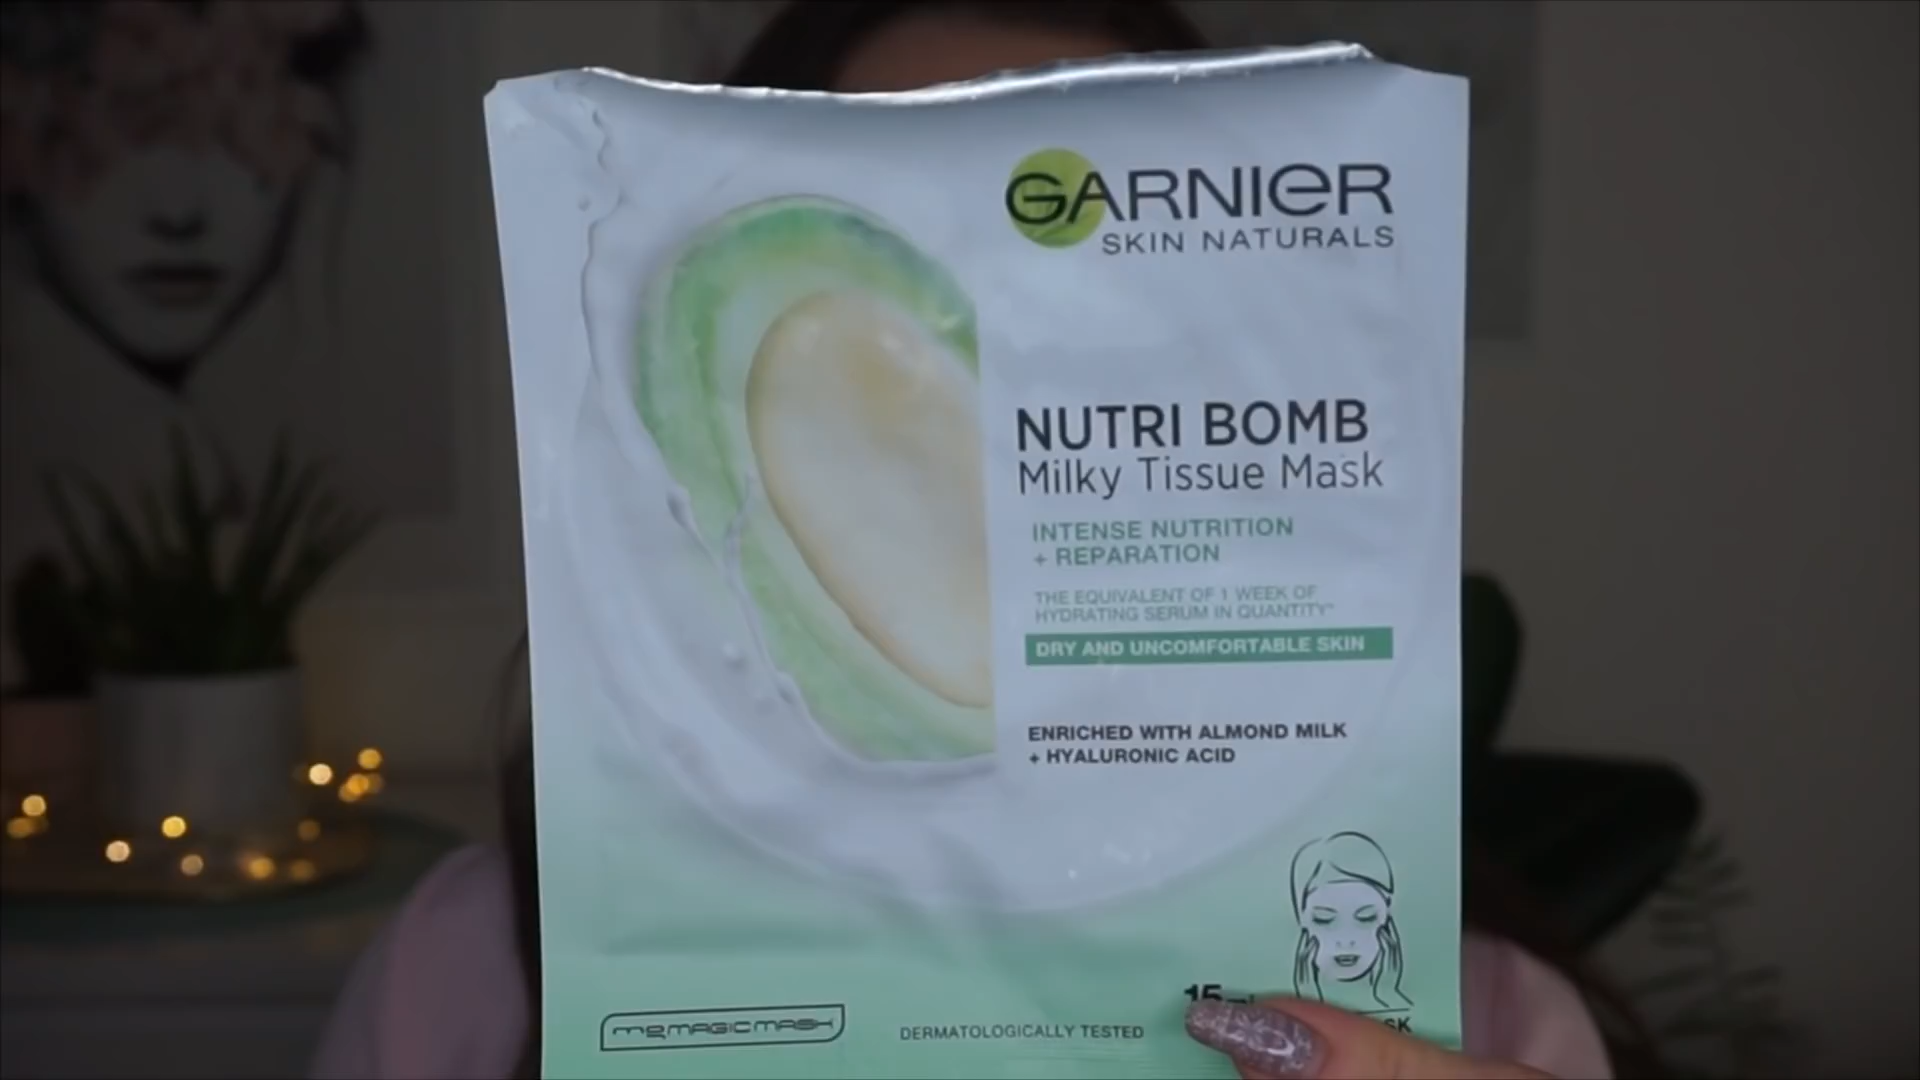 GARNIER
SKIN NATURALS
NUTRI BOMB
Milky Tissue Mask
INTENSE NUTRITION
+ REPARATION
THE EQUIVALENT OF 1 WEEK OF
HYDRATING SERUM IN QUANTITY*
DRY AND UNCOMFORTABLE SKIN
ENRICHED WITH ALMOND MILK
+ HYALURONIC ACID
15
MAGIC MASK
DERMATOLOGICALLY TESTED